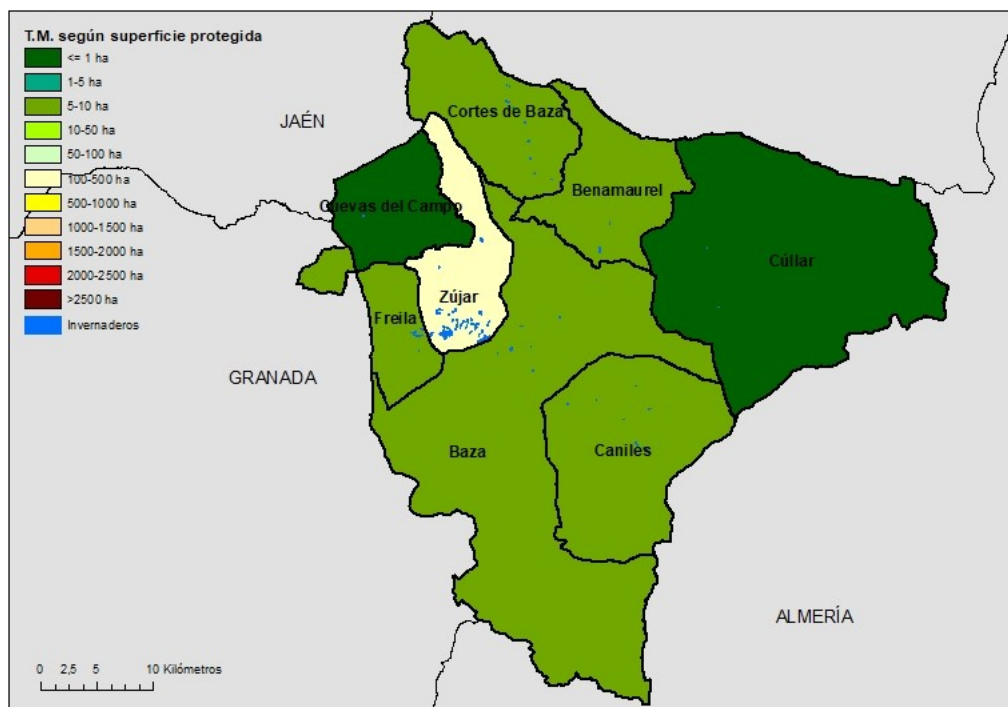 T.M. según superficie protegida
<= 1 ha
1-5 ha
5-10 ha
10-50 ha
50-100 ha
100-500 ha
500-1000 ha
1000-1500 ha
1500-2000 ha
2000-2500 ha
>2500 ha
Invernaderos
JAÉN
Cortes de Baza
Benamaurel
Cuevas del Campo
Cúllar
Zújar
Freila
GRANADA
Baza
Caniles
ALMERÍA
0 2,5 5 10 Kilómetros